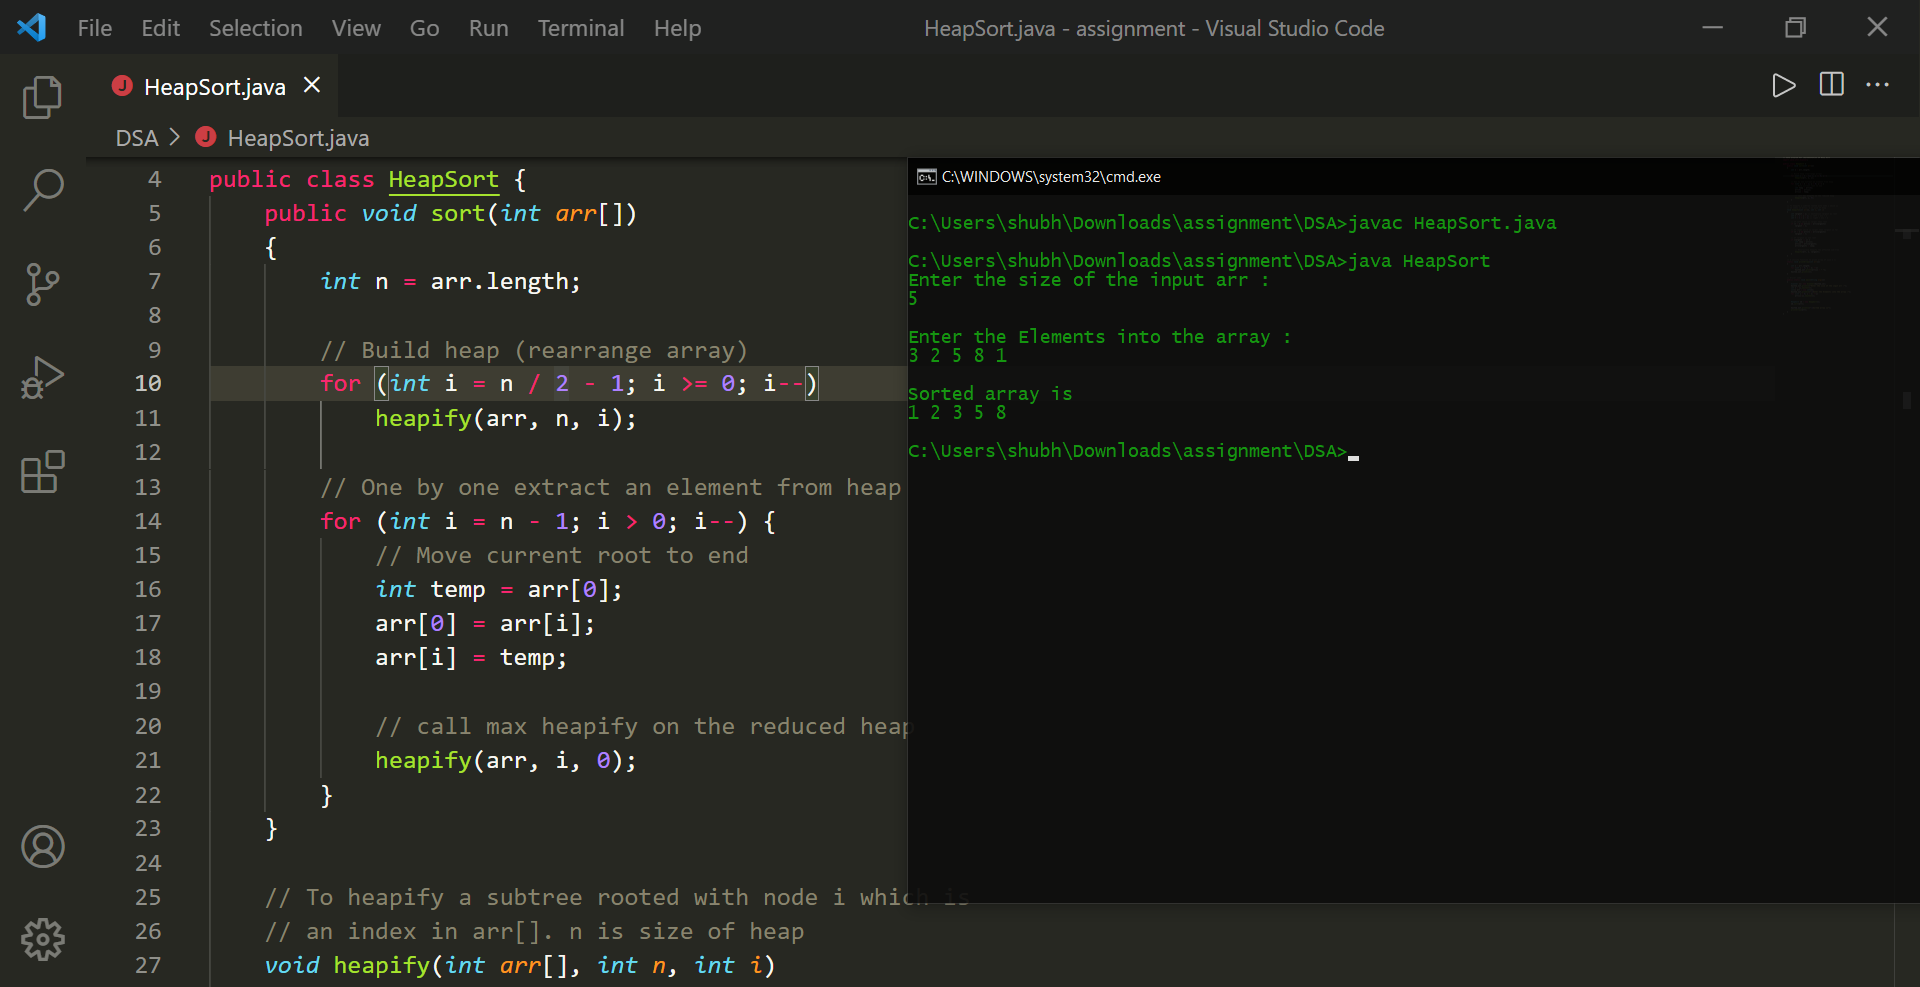 File Edit Selection View Go Run Terminal Help HeapSort.java - assignment - Visual Studio Code
J HeapSort.java
DSA > J HeapSort.java
4 public class HeapSort {
5 public void sort(int arr[])
6 {
7 int n = arr.length;
8
9 // Build heap (rearrange array)
10 for (int i = n / 2 - 1; i >= 0; i--)
11 heapify(arr, n, i);
12
13 // One by one extract an element from heap
14 for (int i = n - 1; i > 0; i--) {
15 // Move current root to end
16 int temp = arr[0];
17 arr[0] = arr[i];
18 arr[i] = temp;
19
20 // call max heapify on the reduced heap
21 heapify(arr, i, 0);
22 }
23 }
24
25 // To heapify a subtree rooted with node i which is
26 // an index in arr[]. n is size of heap
27 void heapify(int arr[], int n, int i)
C:\WINDOWS\system32\cmd.exe
C:\Users\shubh\Downloads\assignment\DSA>javac HeapSort.java
C:\Users\shubh\Downloads\assignment\DSA>java HeapSort
Enter the size of the input arr :
5
Enter the Elements into the array :
3 2 5 8 1
Sorted array is
1 2 3 5 8
C:\Users\shubh\Downloads\assignment\DSA>